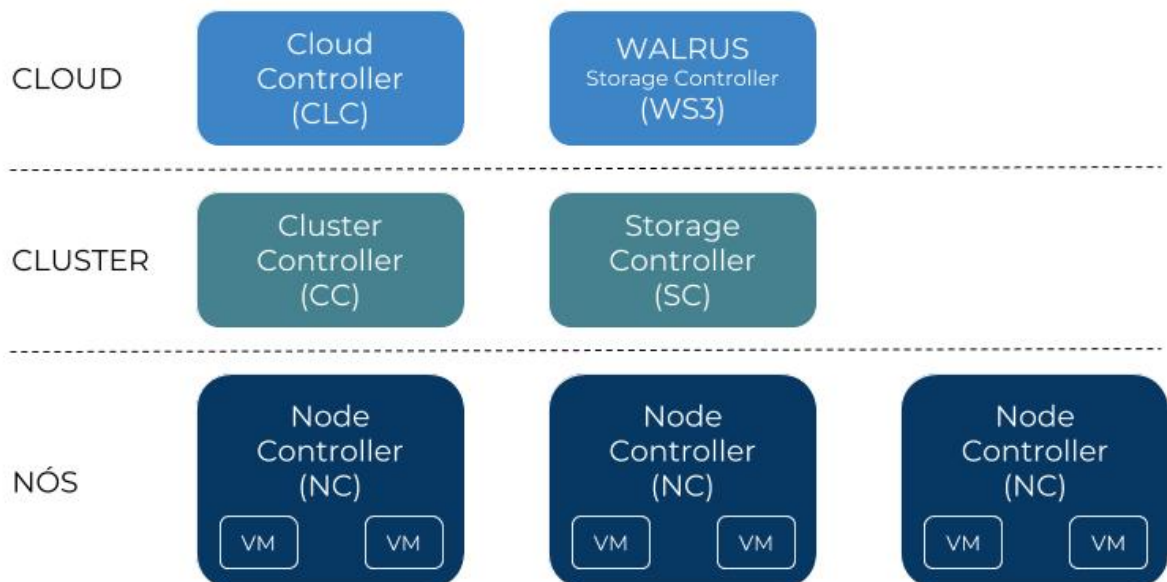 CLOUD
Cloud
Controller
(CLC)
WALRUS
Storage Controller
(WS3)
CLUSTER
Cluster
Controller
(CC)
Storage
Controller
(SC)
NÓS
Node
Controller
(NC)
VM
VM
Node
Controller
(NC)
VM
VM
Node
Controller
(NC)
VM
VM